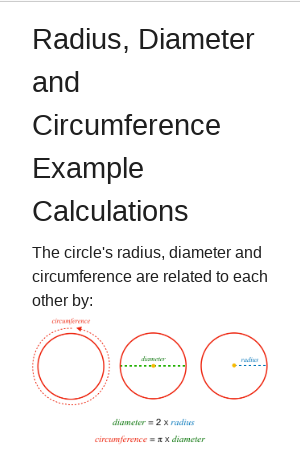 Radius, Diameter
and
Circumference
Example
Calculations
The circle's radius, diameter and
circumference are related to each
other by:
circumference
diameter
radius
diameter = 2 x radius
circumference = π x diameter